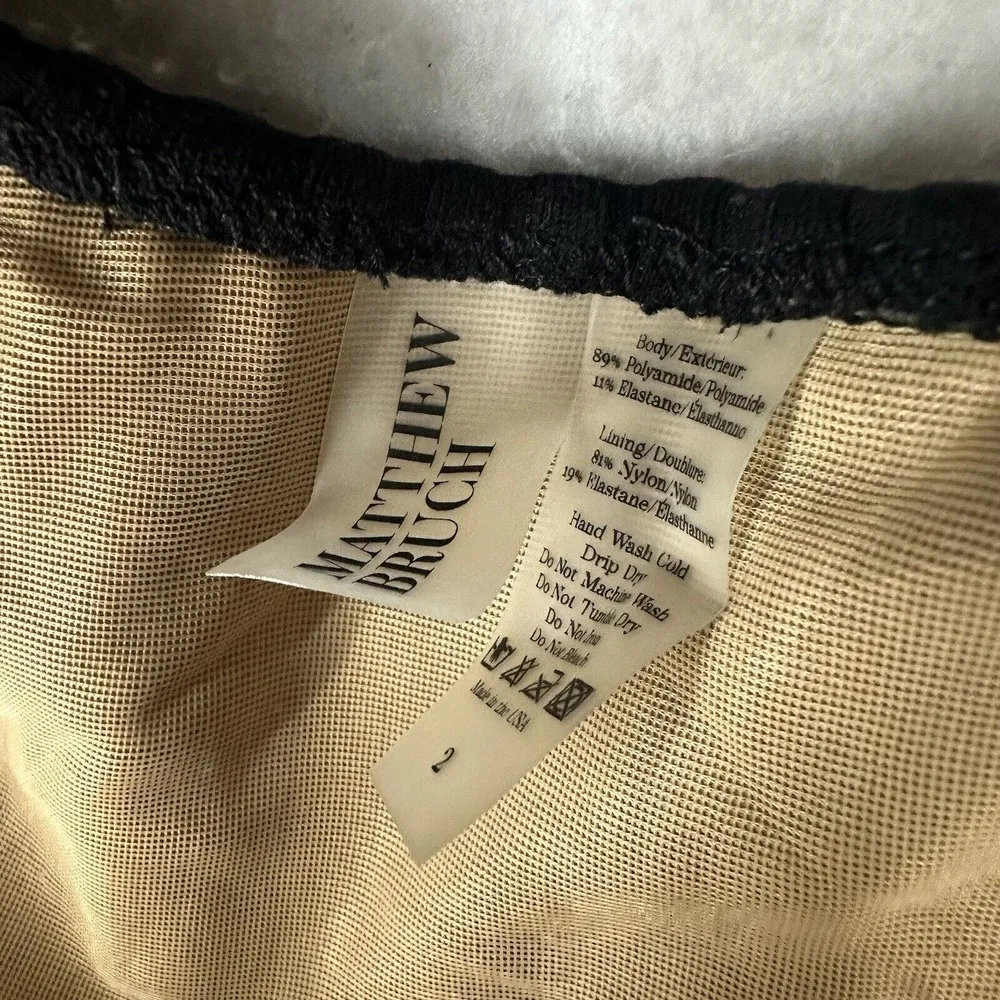 MATTHEW
BRUCH
Body/Extérieur:
89% Polyamide/Polyamide
11% Elastane/Élasthanno
Lining/Doublure:
81% Nylon/Nylon
19% Elastane/Élasthanne
Hand Wash Cold
Drip Dry
Do Not Machine Wash
Do Not Tumble Dry
Do Not Iron
Do Not Bleach
Made in the USA
2